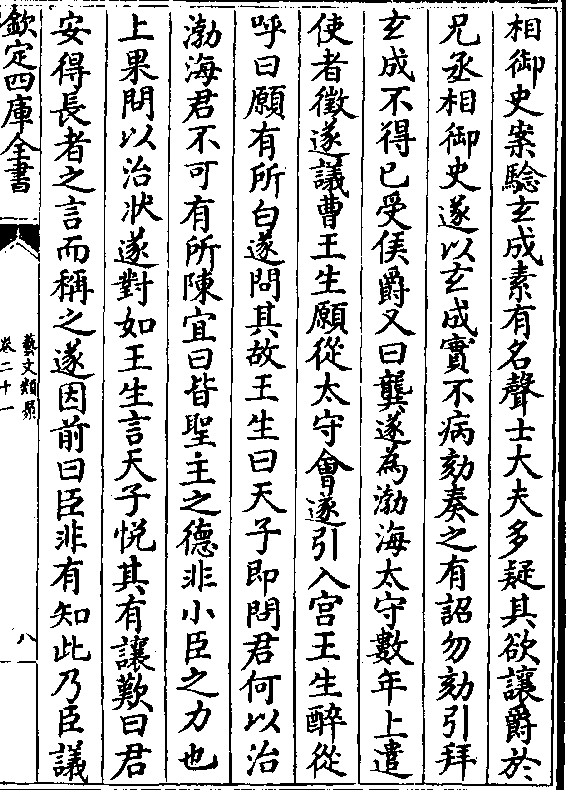 相御史案驗玄成素有名聲士大夫多疑其欲讓爵於
兄丞相御史遂以玄成實不病劾奏之有詔勿劾引拜
玄成不得已受侯爵又曰龔遂為渤海太守數年上遣
使者徵遂議曹王生願從太守會遂引入宮王生醉從
呼曰願有所白遂問其故王生曰天子即問君何以治
渤海君不可有所陳宜曰皆聖主之德非小臣之力也
上果問以治狀遂對如王生言天子悅其有讓歎曰君
安得長者之言而稱之遂因前曰臣非有知此乃臣議
欽定四庫全書
藝文類聚
卷二十一
八